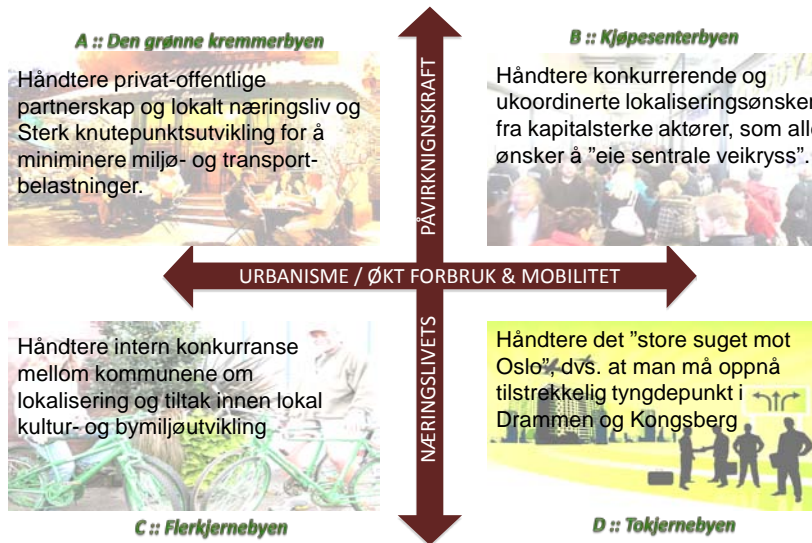 A :: Den grønne kremmerbyen
Håndtere privat-offentlige
partnerskap og lokalt næringsliv og
Sterk knutepunktsutvikling for å
miniminere miljø- og transport-
belastninger.
B :: Kjøpesenterbyen
Håndtere konkurrerende og
ukoordinerte lokaliseringsønsker
fra kapitalsterke aktører, som alle
ønsker å ”eie sentrale veikryss”.
PÅVIRKNIGNSKRAFT
URBANISME / ØKT FORBRUK & MOBILITET
NÆRINGSLIVETS
Håndtere intern konkurranse
mellom kommunene om
lokalisering og tiltak innen lokal
kultur- og bymiljøutvikling
C :: Flerkjernebyen
Håndtere det ”store suget mot
Oslo”, dvs. at man må oppnå
tilstrekkelig tyngdepunkt i
Drammen og Kongsberg
D :: Tokjernebyen